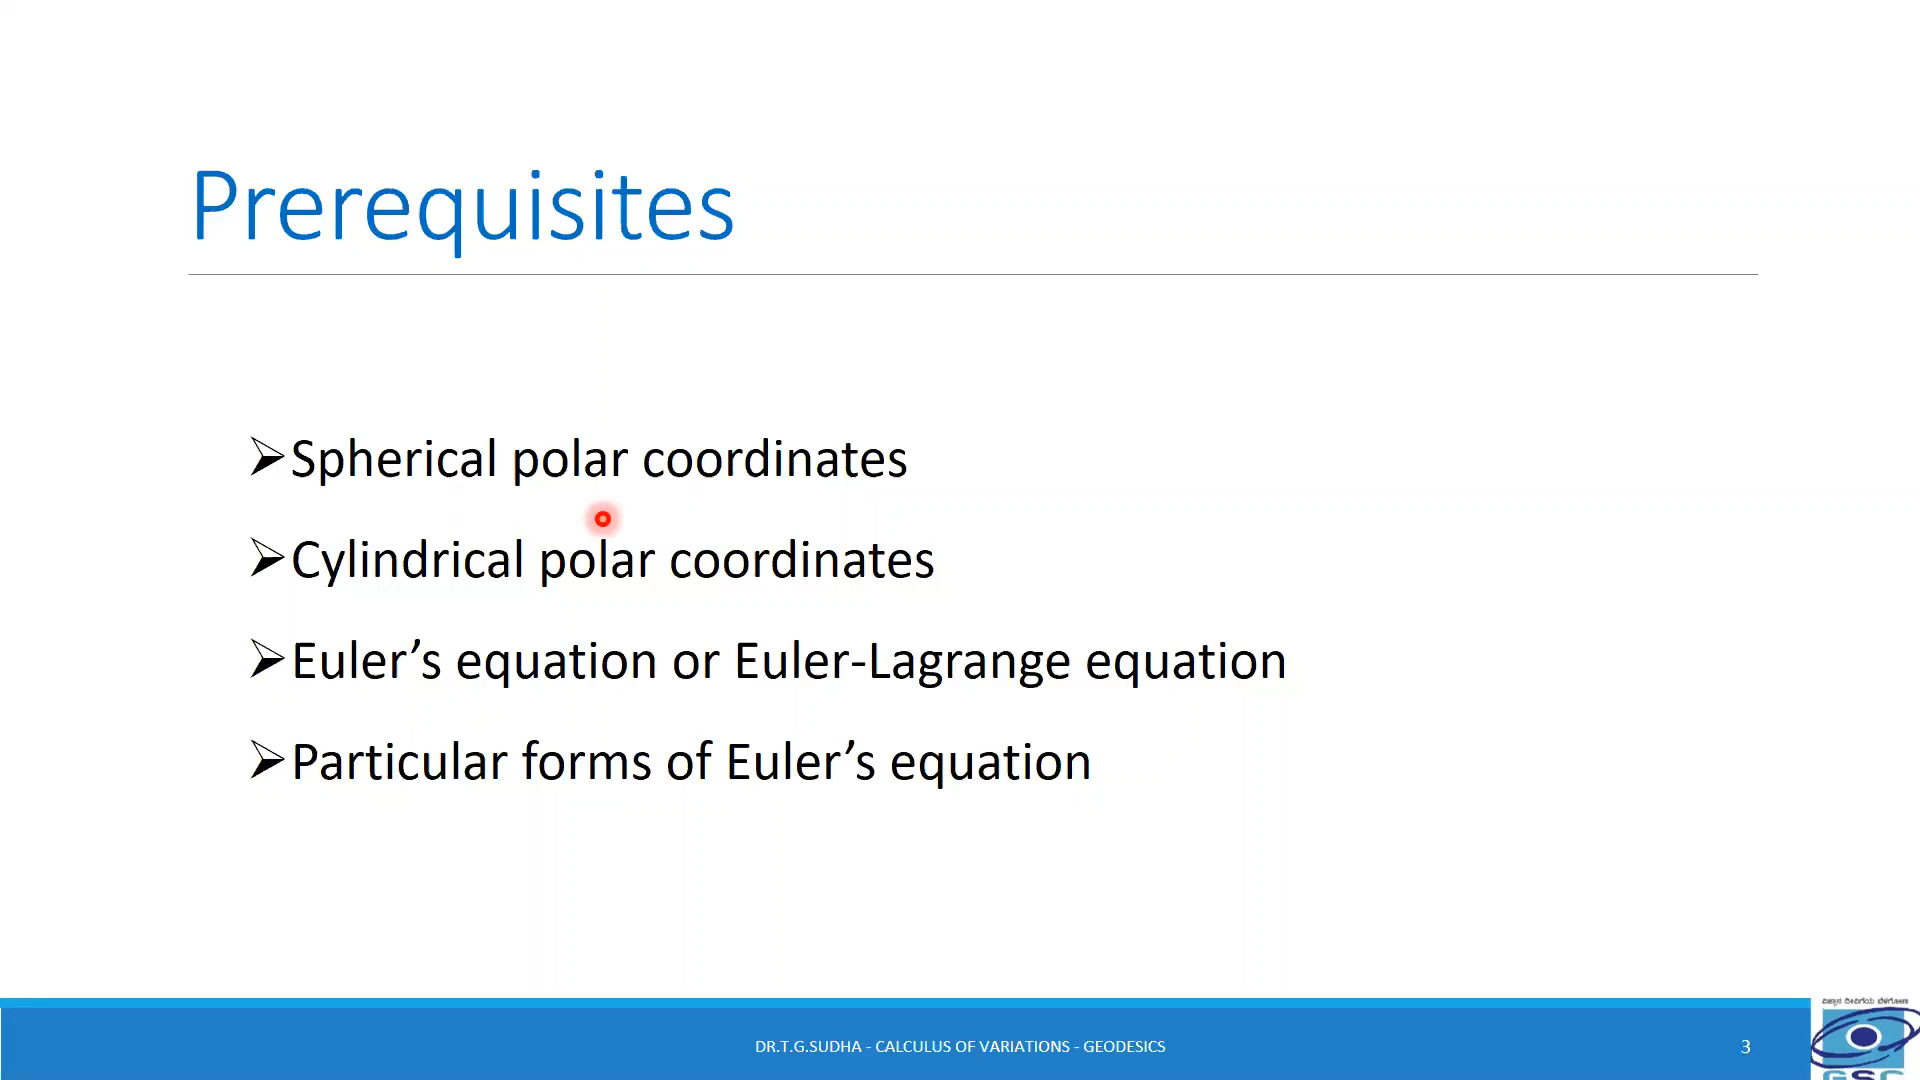 Prerequisites
Spherical polar coordinates
Cylindrical polar coordinates
Euler’s equation or Euler-Lagrange equation
Particular forms of Euler’s equation
DR.T.G.SUDHA - CALCULUS OF VARIATIONS - GEODESICS
3
GSC